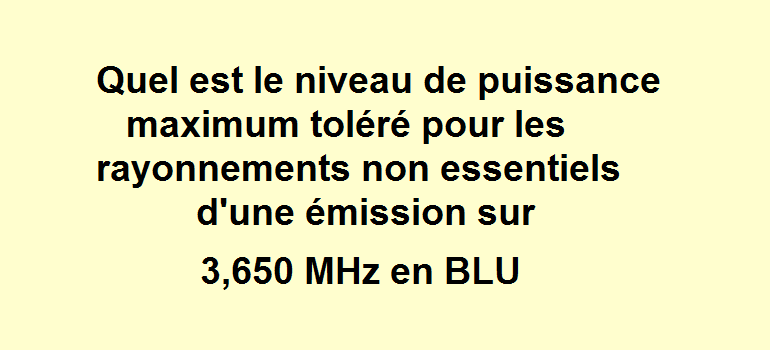 Quel est le niveau de puissance
maximum toléré pour les
rayonnements non essentiels
d'une émission sur
3,650 MHz en BLU